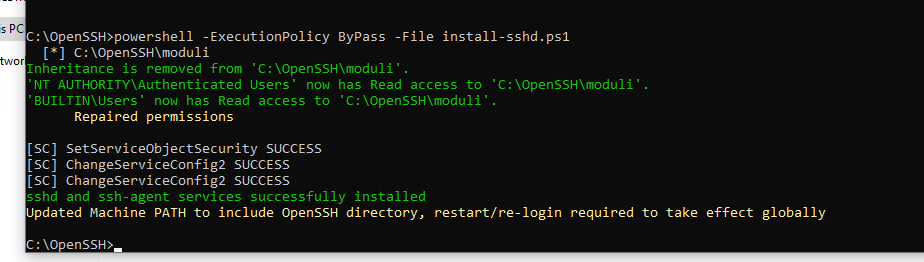 is PC
etwor
C:\OpenSSH>powershell -ExecutionPolicy ByPass -File install-sshd.ps1
[*] C:\OpenSSH\moduli
Inheritance is removed from 'C:\OpenSSH\moduli'.
'NT AUTHORITY\Authenticated Users' now has Read access to 'C:\OpenSSH\moduli'.
'BUILTIN\Users' now has Read access to 'C:\OpenSSH\moduli'.
Repaired permissions
[SC] SetServiceObjectSecurity SUCCESS
[SC] ChangeServiceConfig2 SUCCESS
[SC] ChangeServiceConfig2 SUCCESS
sshd and ssh-agent services successfully installed
Updated Machine PATH to include OpenSSH directory, restart/re-login required to take effect globally
C:\OpenSSH>